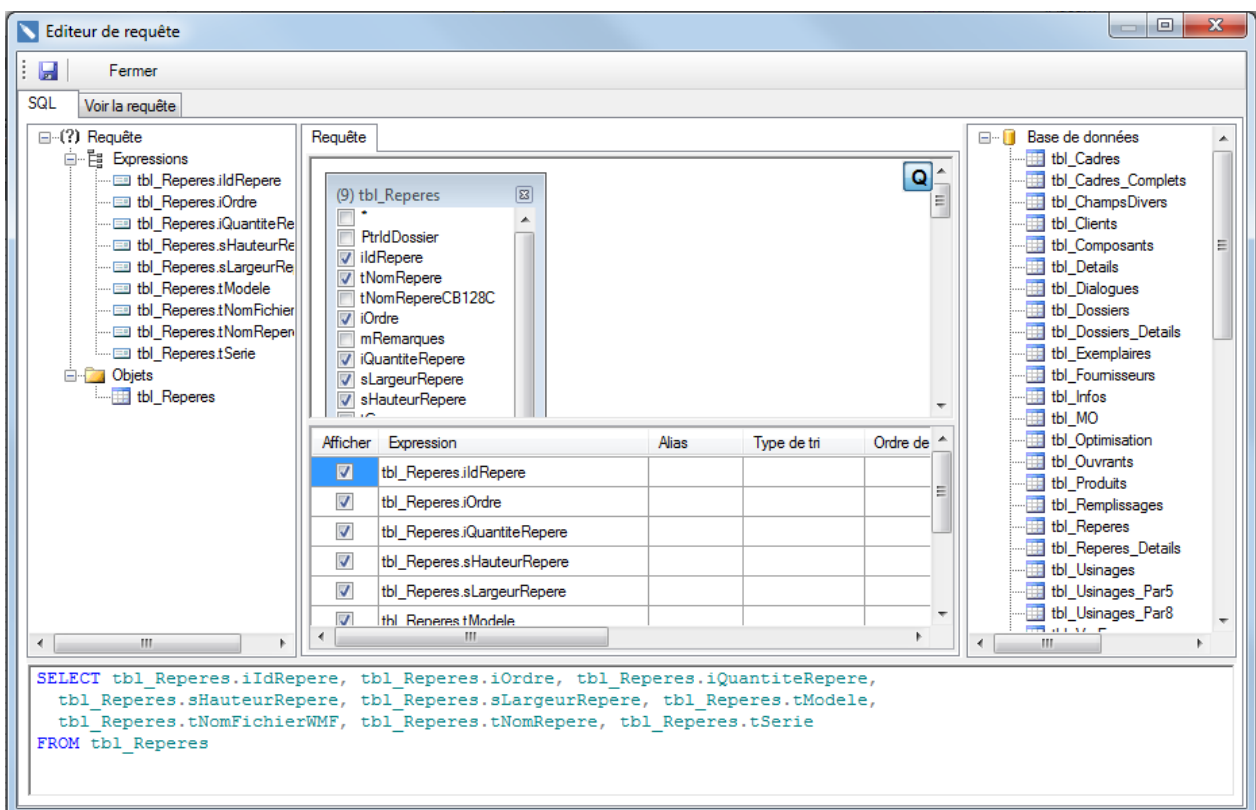 Editeur de requête
Fermer
SQL
Voir la requête
(?) Requête
Expressions
tbl_Reperes.iIdRepere
tbl_Reperes.iOrdre
tbl_Reperes.iQuantiteRe
tbl_Reperes.sHauteurRe
tbl_Reperes.sLargeurRe
tbl_Reperes.tModele
tbl_Reperes.tNomFichier
tbl_Reperes.tNomReper
tbl_Reperes.tSerie
Objets
tbl_Reperes
Requête
Q
(9) tbl_Reperes
*
PtrIdDossier
iIdRepere
tNomRepere
tNomRepereCB128C
iOrdre
mRemarques
iQuantiteRepere
sLargeurRepere
sHauteurRepere
Afficher Expression Alias Type de tri Ordre de
tbl_Reperes.iIdRepere
tbl_Reperes.iOrdre
tbl_Reperes.iQuantiteRepere
tbl_Reperes.sHauteurRepere
tbl_Reperes.sLargeurRepere
tbl_Reperes.tModele
Base de données
tbl_Cadres
tbl_Cadres_Complets
tbl_ChampsDivers
tbl_Clients
tbl_Composants
tbl_Details
tbl_Dialogues
tbl_Dossiers
tbl_Dossiers_Details
tbl_Exemplaires
tbl_Fournisseurs
tbl_Infos
tbl_MO
tbl_Optimisation
tbl_Ouvrants
tbl_Produits
tbl_Remplissages
tbl_Reperes
tbl_Reperes_Details
tbl_Usinages
tbl_Usinages_Par5
tbl_Usinages_Par8
SELECT tbl_Reperes.iIdRepere, tbl_Reperes.iOrdre, tbl_Reperes.iQuantiteRepere,
tbl_Reperes.sHauteurRepere, tbl_Reperes.sLargeurRepere, tbl_Reperes.tModele,
tbl_Reperes.tNomFichierWMF, tbl_Reperes.tNomRepere, tbl_Reperes.tSerie
FROM tbl_Reperes